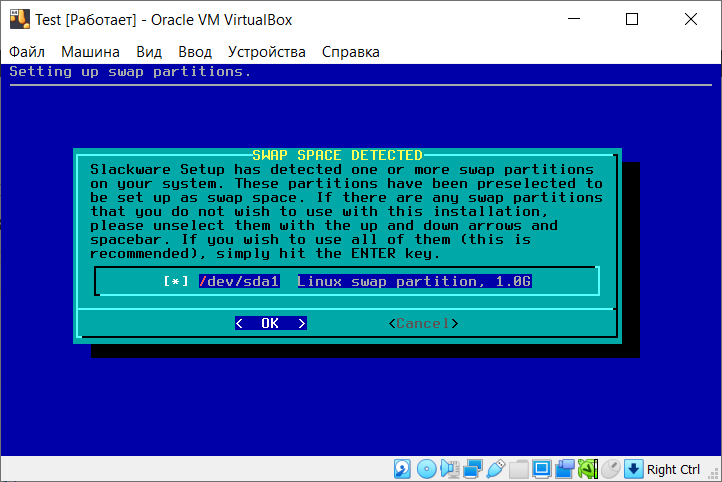 Test [Работает] - Oracle VM VirtualBox
Файл Машина Вид Ввод Устройства Справка
Setting up swap partitions.
SWAP SPACE DETECTED
Slackware Setup has detected one or more swap partitions
on your system. These partitions have been preselected to
be set up as swap space. If there are any swap partitions
that you do not wish to use with this installation,
please unselect them with the up and down arrows and
spacebar. If you wish to use all of them (this is
recommended), simply hit the ENTER key.
[*] /dev/sda1 Linux swap partition, 1.0G
< OK > <Cancel>
Right Ctrl